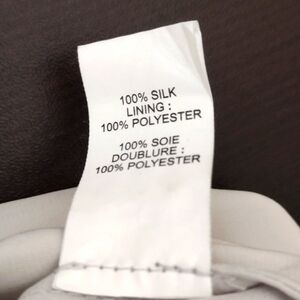 100% SILK
LINING :
100% POLYESTER
100% SOIE
DOUBLURE :
100% POLYESTER